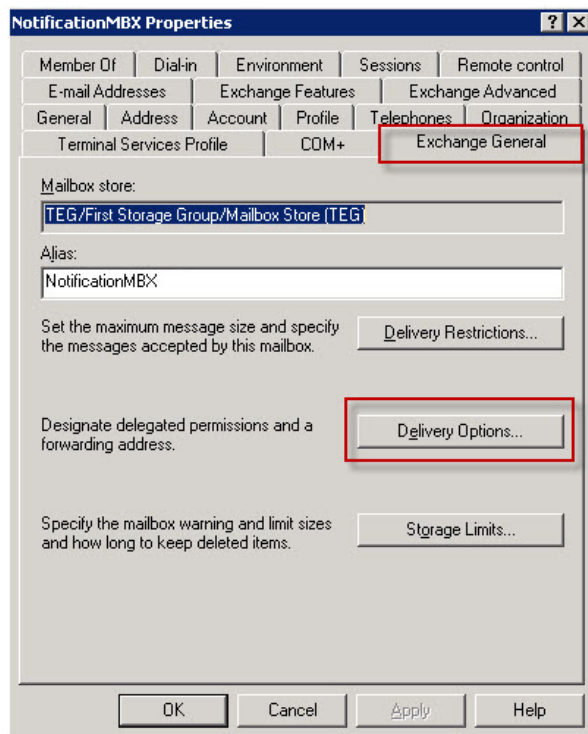 NotificationMBX Properties
Member Of Dial-in Environment Sessions Remote control
E-mail Addresses Exchange Features Exchange Advanced
General Address Account Profile Telephones Organization
Terminal Services Profile COM+ Exchange General
Mailbox store:
TEG/First Storage Group/Mailbox Store (TEG)
Alias:
NotificationMBX
Set the maximum message size and specify
the messages accepted by this mailbox.
Delivery Restrictions...
Designate delegated permissions and a
forwarding address.
Delivery Options...
Specify the mailbox warning and limit sizes
and how long to keep deleted items.
Storage Limits...
OK Cancel Apply Help